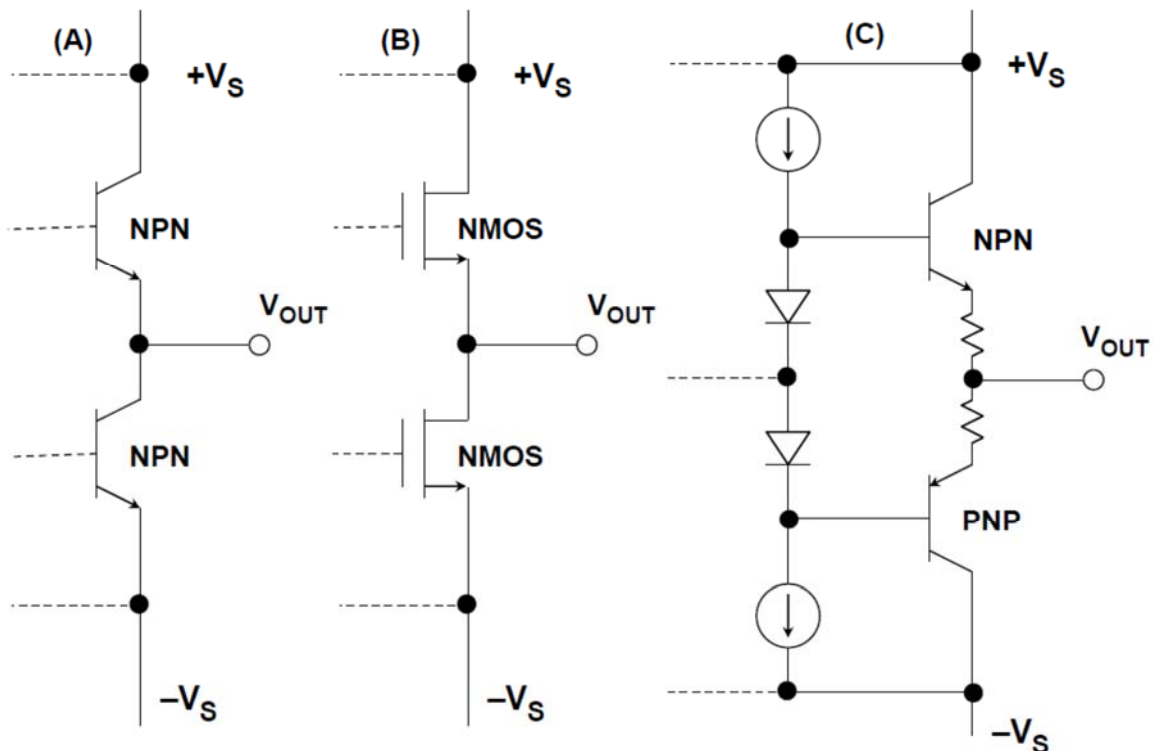 (A)
+VS
NPN
VOUT
NPN
–VS
(B)
+VS
NMOS
VOUT
NMOS
–VS
(C)
+VS
NPN
VOUT
PNP
–VS